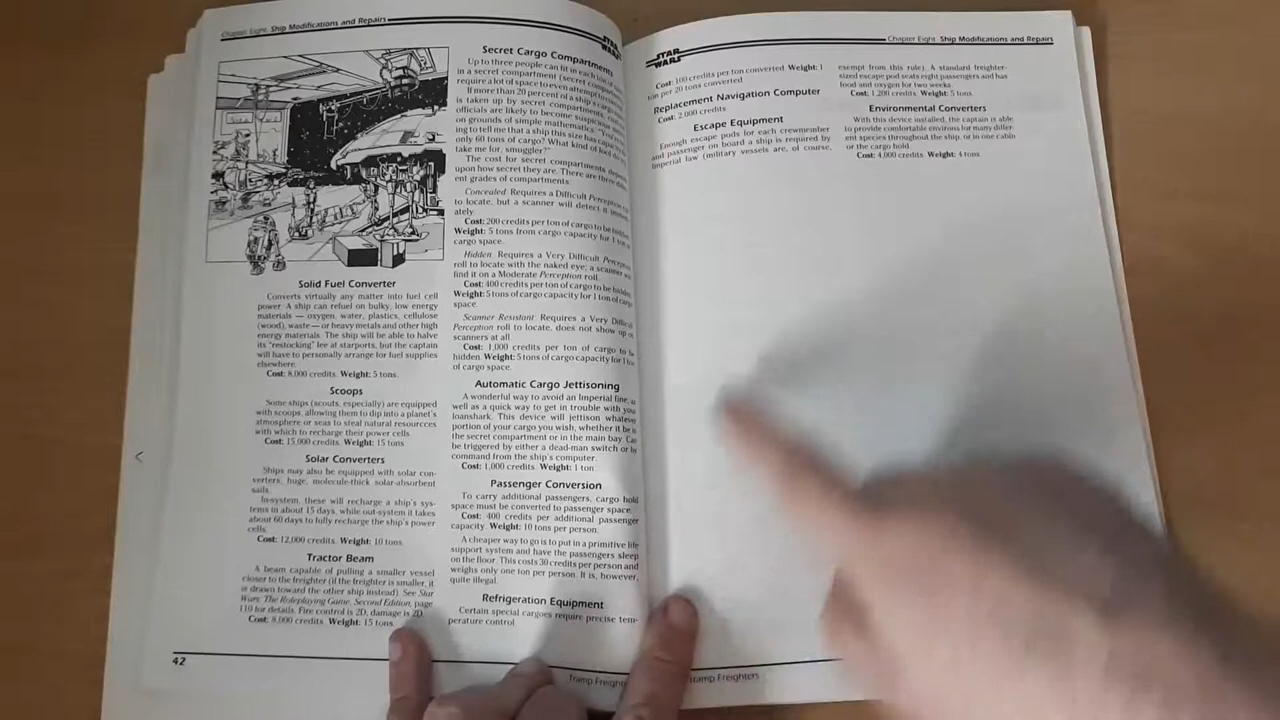 Chapter Eight: Ship Modifications and Repairs
STAR
WARS
Solid Fuel Converter
Converts virtually any matter into fuel cell
power. A ship can refuel on bulky, low energy
materials — oxygen, water, plastics, cellulose
(wood), waste — or heavy metals and other high
energy materials. The ship will be able to halve
its "restocking" fee at starports, but the captain
will have to personally arrange for fuel supplies
elsewhere.
Cost: 8,000 credits. Weight: 5 tons.
Scoops
Some ships (scouts, especially) are equipped
with scoops, allowing them to dip into a planet's
atmosphere or seas to steal natural resourcces
with which to recharge their power cells.
Cost: 15,000 credits. Weight: 15 tons
Solar Converters
Ships may also be equipped with solar con-
verters, huge, molecule-thick solar-absorbent
sails.
In-system, these will recharge a ship's sys-
tems in about 15 days, while out-system it takes
about 60 days to fully recharge the ship's power
cells.
Cost: 12,000 credits. Weight: 10 tons.
Tractor Beam
A beam capable of pulling a smaller vessel
closer to the freighter (if the freighter is smaller, it
is drawn toward the other ship instead). See Star
Wars: The Roleplaying Game, Second Edition, page
110 for details. Fire control is 2D, damage is 2D.
Cost: 8,000 credits. Weight: 15 tons.
42
Secret Cargo Compartments
Up to three people can fit in each ton of
in a secret compartment (secret
require a lot of space to even attempt
If more than 20 percent of a ship's cargo
is taken up by secret compartments,
officials are likely to become suspicious
on grounds of simple mathematics. "You're
ing to tell me that a ship this size has
only 60 tons of cargo? What kind of fool do
take me for, smuggler?"
The cost for secret compartments depends
upon how secret they are. There are three
ent grades of compartments.
Concealed: Requires a Difficult Perception
to locate, but a scanner will detect it
ately.
Cost: 200 credits per ton of cargo to be hidden
Weight: 5 tons from cargo capacity for 1 ton
cargo space.
Hidden: Requires a Very Difficult Perception
roll to locate with the naked eye; a scanner will
find it on a Moderate Perception roll.
Cost: 400 credits per ton of cargo to be hidden.
Weight: 5 tons of cargo capacity for 1 ton of cargo
space.
Scanner Resistant: Requires a Very Difficult
Perception roll to locate, does not show up on
scanners at all.
Cost: 1,000 credits per ton of cargo to be
hidden. Weight: 5 tons of cargo capacity for 1 ton
of cargo space.
Automatic Cargo Jettisoning
A wonderful way to avoid an Imperial fine, as
well as a quick way to get in trouble with your
loanshark. This device will jettison whatever
portion of your cargo you wish, whether it be in
the secret compartment or in the main bay. Can
be triggered by either a dead-man switch or by
command from the ship's computer.
Cost: 1,000 credits. Weight: 1 ton.
Passenger Conversion
To carry additional passengers, cargo hold
space must be converted to passenger space.
Cost: 400 credits per additional passenger
capacity. Weight: 10 tons per person.
A cheaper way to go is to put in a primitive life
support system and have the passengers sleep
on the floor. This costs 30 credits per person and
weighs only one ton per person. It is, however,
quite illegal.
Refrigeration Equipment
Certain special cargoes require precise tem-
perature control.
Tramp Freighters
STAR
WARS
Chapter Eight: Ship Modifications and Repairs
Cost: 100 credits per ton converted. Weight: 1
ton per 20 tons converted
Replacement Navigation Computer
Cost: 2,000 credits
Escape Equipment
Enough escape pods for each crewmember
and passenger on board a ship is required by
Imperial law (military vessels are, of course,
exempt from this rule). A standard freighter-
sized escape pod seats eight passengers and has
food and oxygen for two weeks.
Cost: 1,200 credits. Weight: 5 tons.
Environmental Converters
With this device installed, the captain is able
to provide comfortable environs for many differ-
ent species throughout the ship, or in one cabin
or the cargo hold.
Cost: 4,000 credits. Weight: 4 tons.
Tramp Freighters